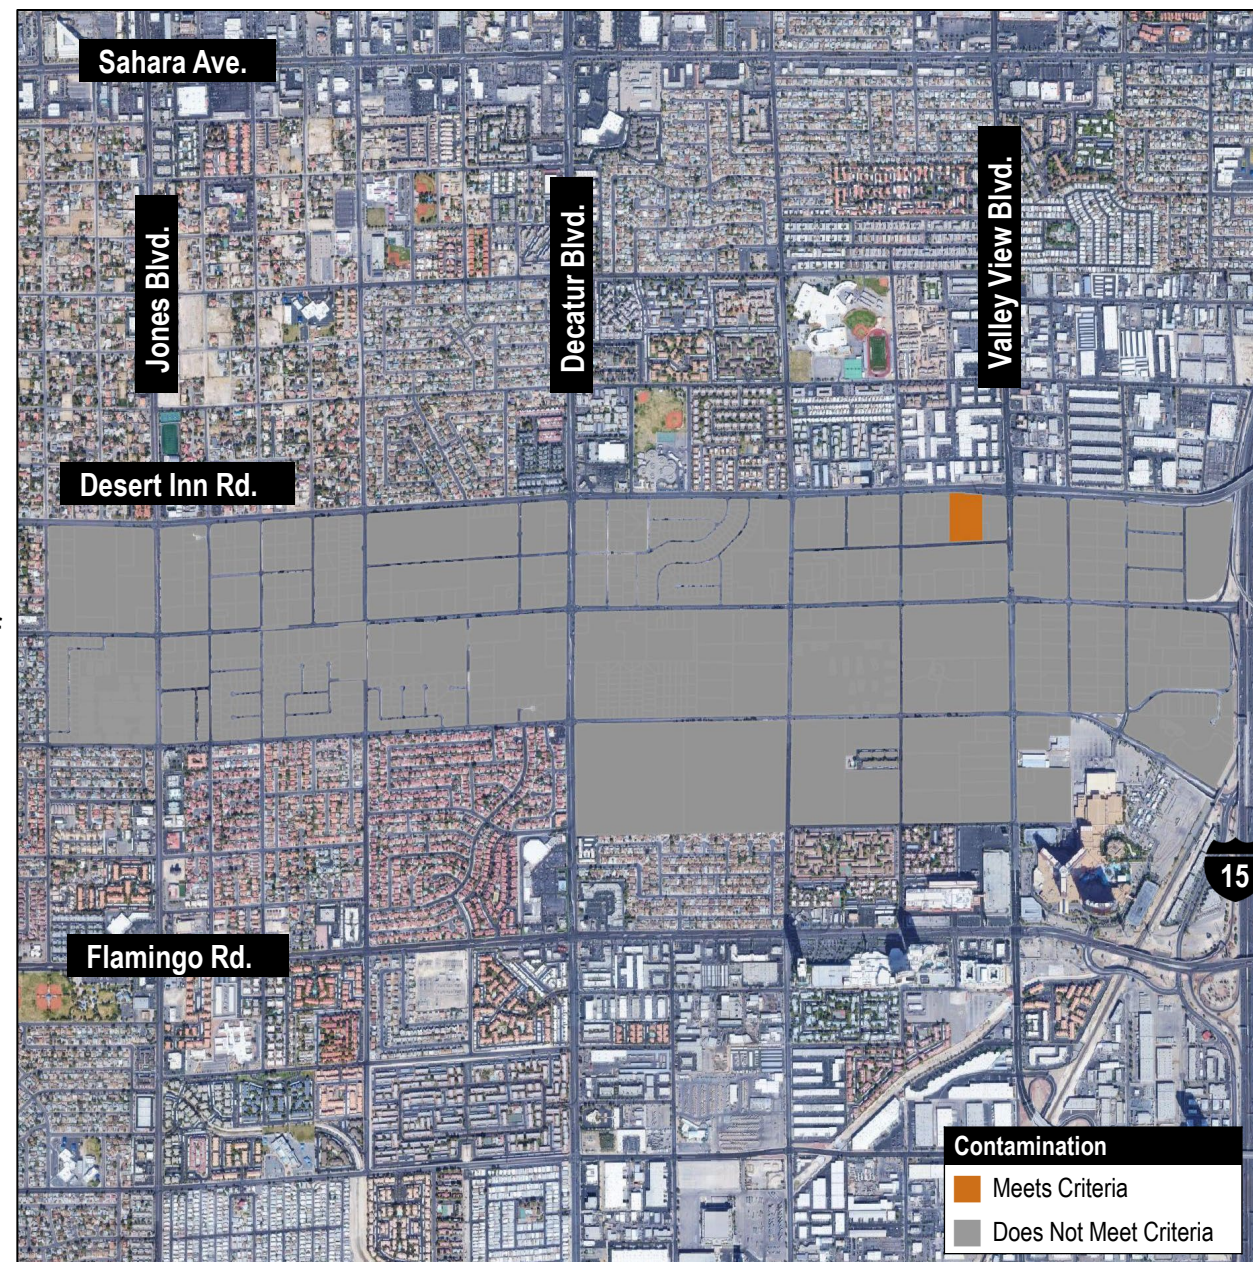 Sahara Ave.
Jones Blvd.
Decatur Blvd.
Valley View Blvd.
Desert Inn Rd.
15
Flamingo Rd.
Contamination
Meets Criteria
Does Not Meet Criteria